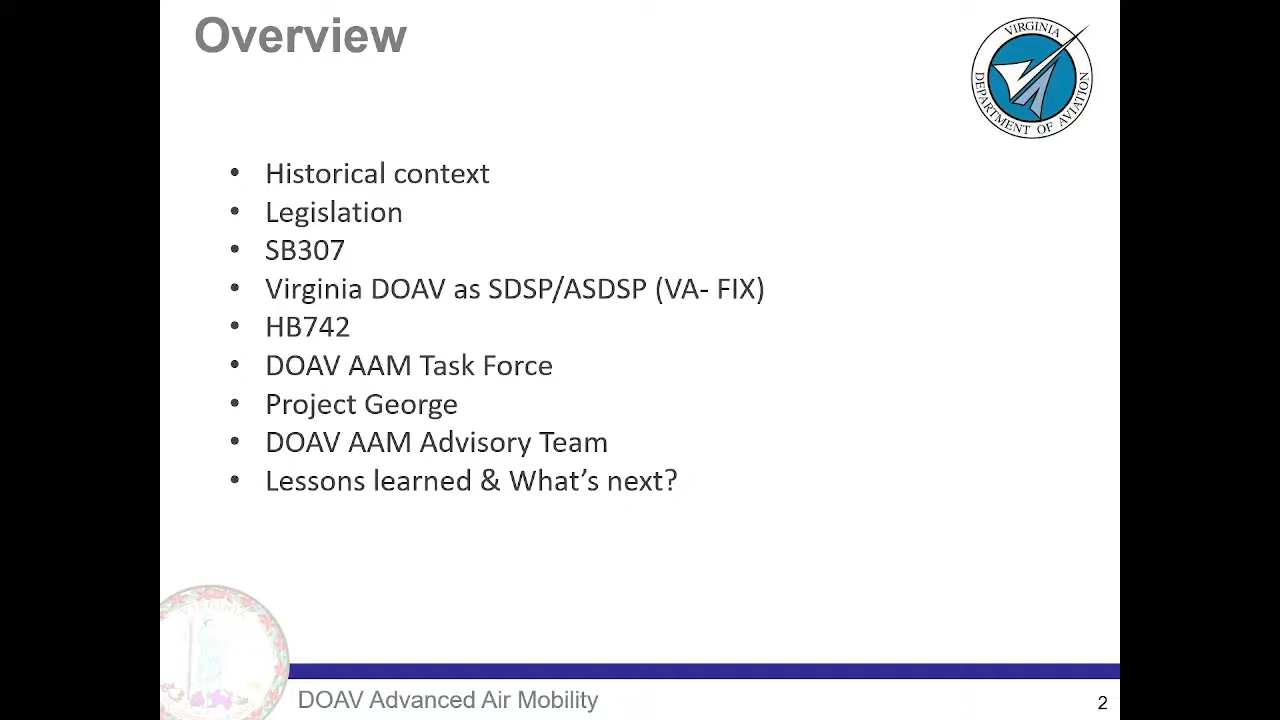 Overview
VIRGINIA
DEPARTMENT OF AVIATION
• Historical context
• Legislation
• SB307
• Virginia DOAV as SDSP/ASDSP (VA- FIX)
• HB742
• DOAV AAM Task Force
• Project George
• DOAV AAM Advisory Team
• Lessons learned & What's next?
VIRGINIA
DOAV Advanced Air Mobility
2